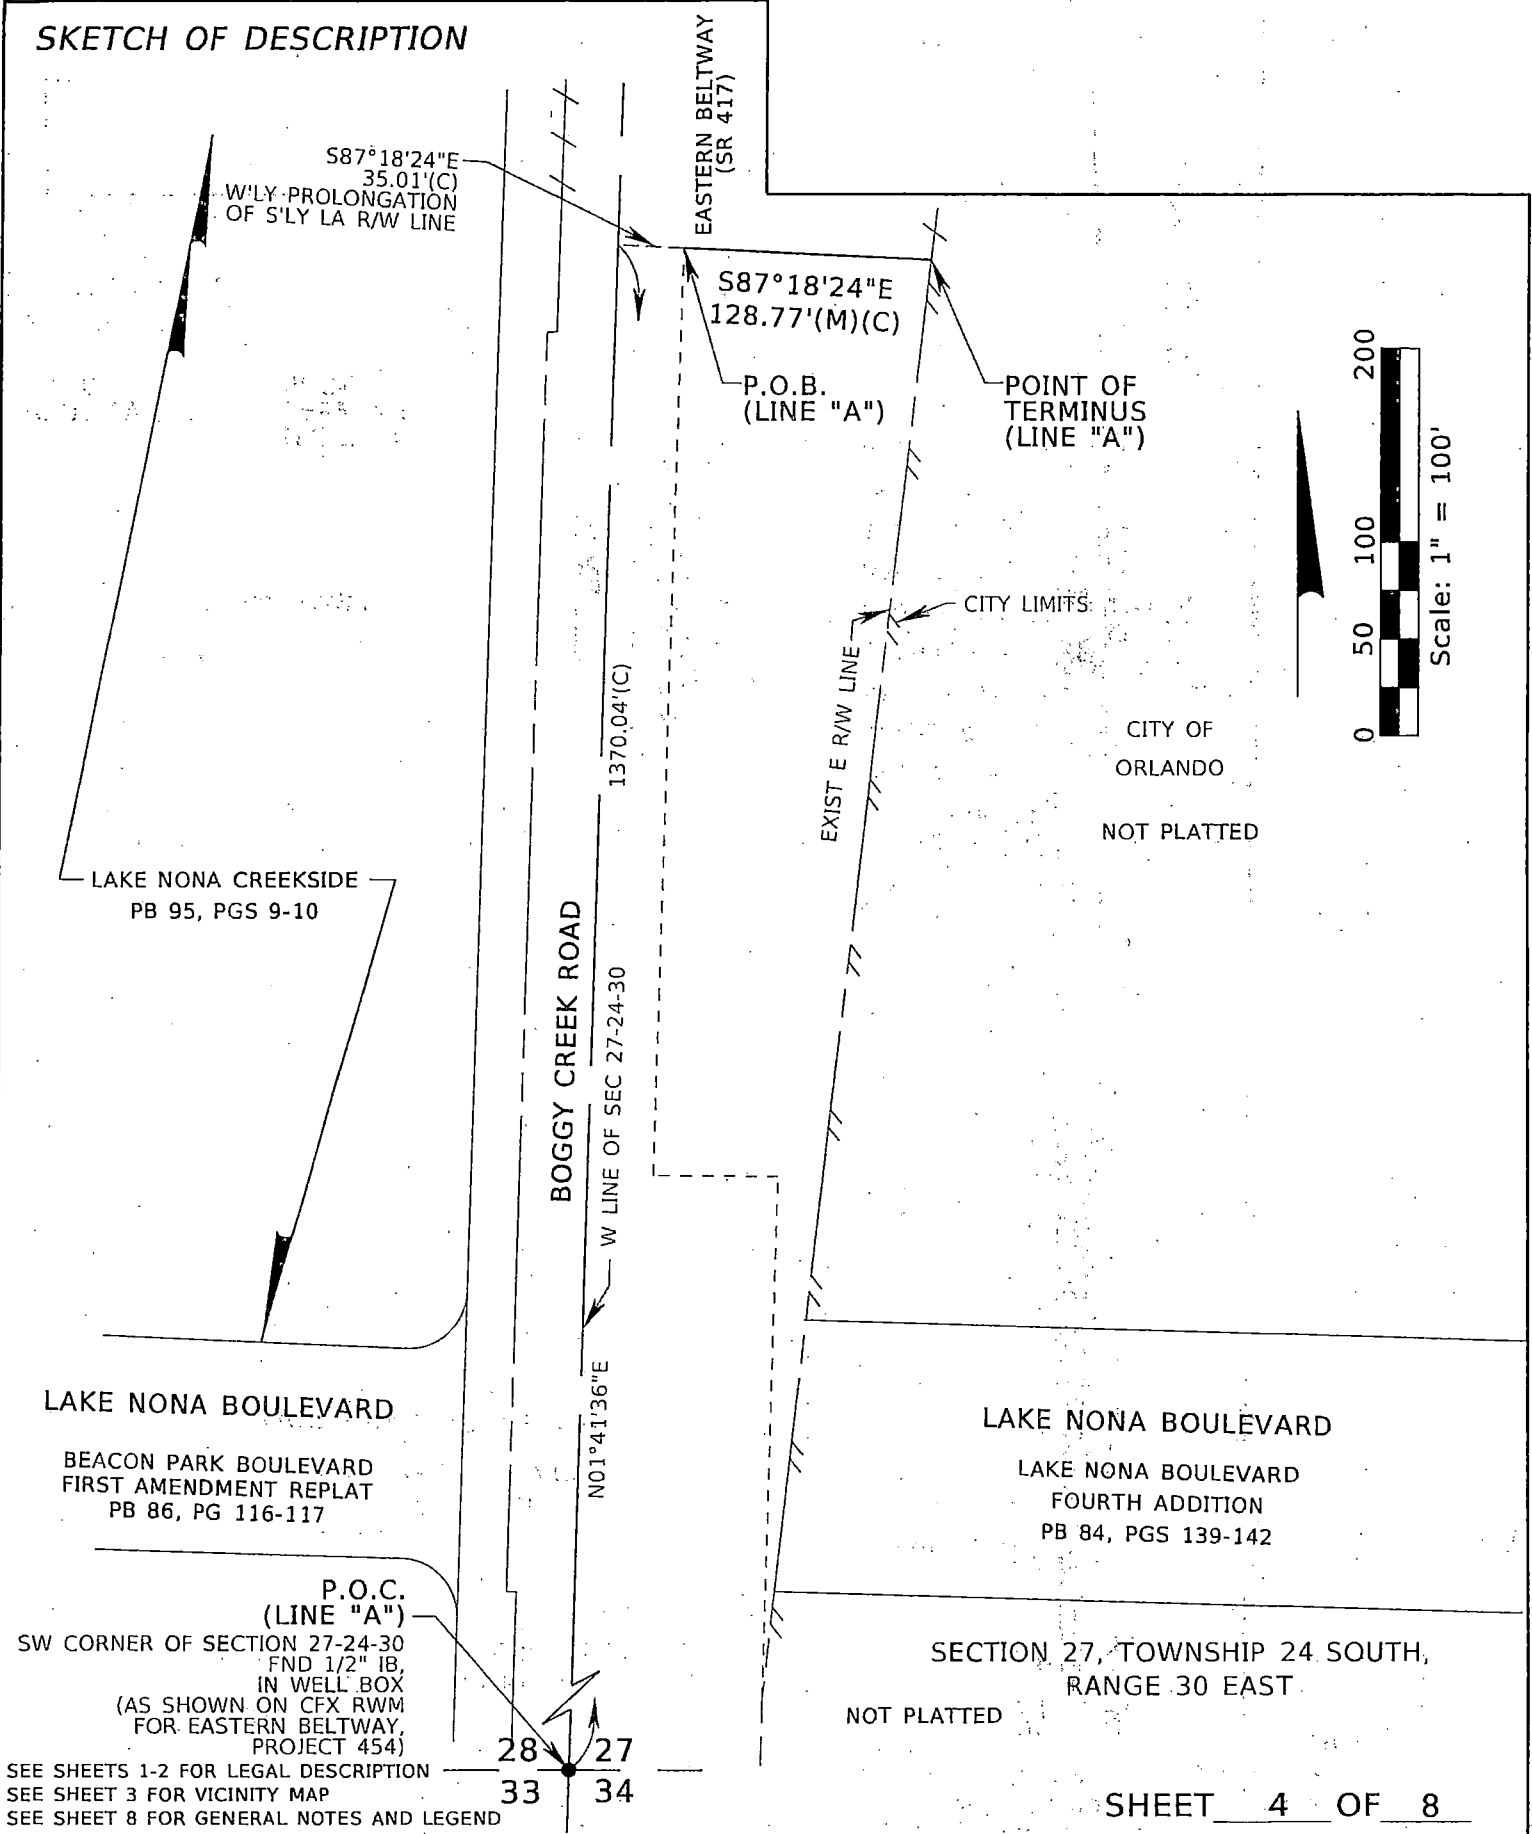 SKETCH OF DESCRIPTION
EASTERN BELTWAY
(SR 417)
S87°18'24"E
35.01'(C)
W'LY PROLONGATION
OF S'LY LA R/W LINE
S87°18'24"E
128.77'(M)(C)
P.O.B.
(LINE "A")
POINT OF
TERMINUS
(LINE "A")
200
100
50
0
Scale: 1" = 100'
CITY LIMITS
EXIST E R/W LINE
1370.04'(C)
CITY OF
ORLANDO
NOT PLATTED
LAKE NONA CREEKSIDE
PB 95, PGS 9-10
BOGGY CREEK ROAD
W LINE OF SEC 27-24-30
N01°41'36"E
LAKE NONA BOULEVARD
BEACON PARK BOULEVARD
FIRST AMENDMENT REPLAT
PB 86, PG 116-117
LAKE NONA BOULEVARD
LAKE NONA BOULEVARD
FOURTH ADDITION
PB 84, PGS 139-142
P.O.C.
(LINE "A")
SW CORNER OF SECTION 27-24-30
FND 1/2" IB,
IN WELL BOX
(AS SHOWN ON CFX RWM
FOR EASTERN BELTWAY,
PROJECT 454)
SECTION 27, TOWNSHIP 24 SOUTH,
RANGE 30 EAST
NOT PLATTED
28 27
33 34
SEE SHEETS 1-2 FOR LEGAL DESCRIPTION
SEE SHEET 3 FOR VICINITY MAP
SEE SHEET 8 FOR GENERAL NOTES AND LEGEND
SHEET 4 OF 8